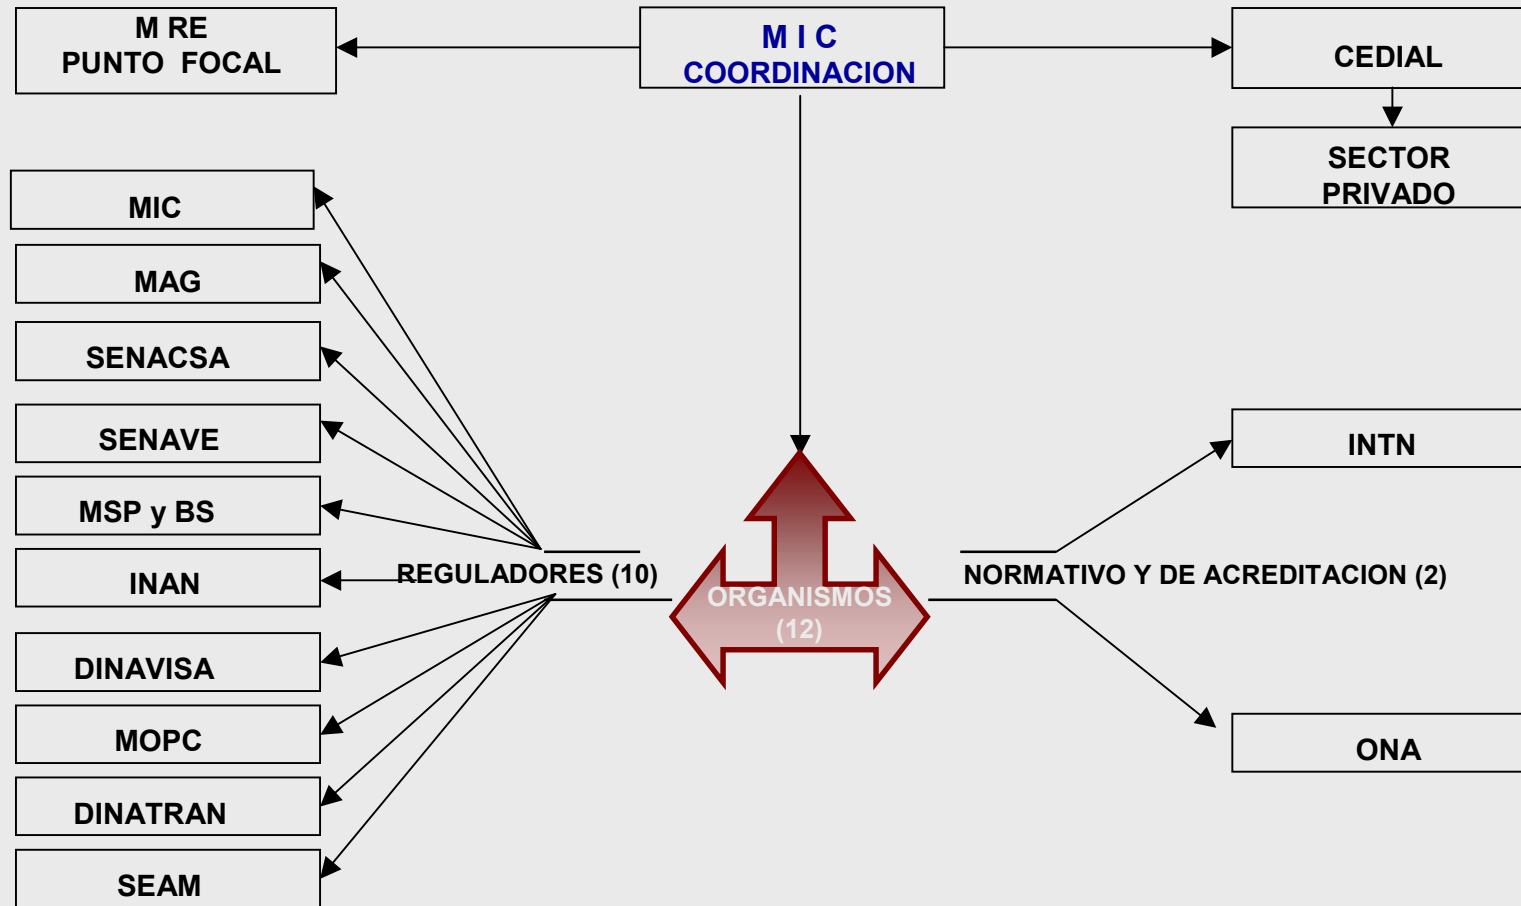 M RE
PUNTO FOCAL
M I C
COORDINACION
CEDIAL
SECTOR
PRIVADO
MIC
MAG
SENACSA
SENAVE
MSP y BS
INAN
DINAVISA
MOPC
DINATRAN
SEAM
REGULADORES (10)
ORGANISMOS
(12)
NORMATIVO Y DE ACREDITACION (2)
INTN
ONA